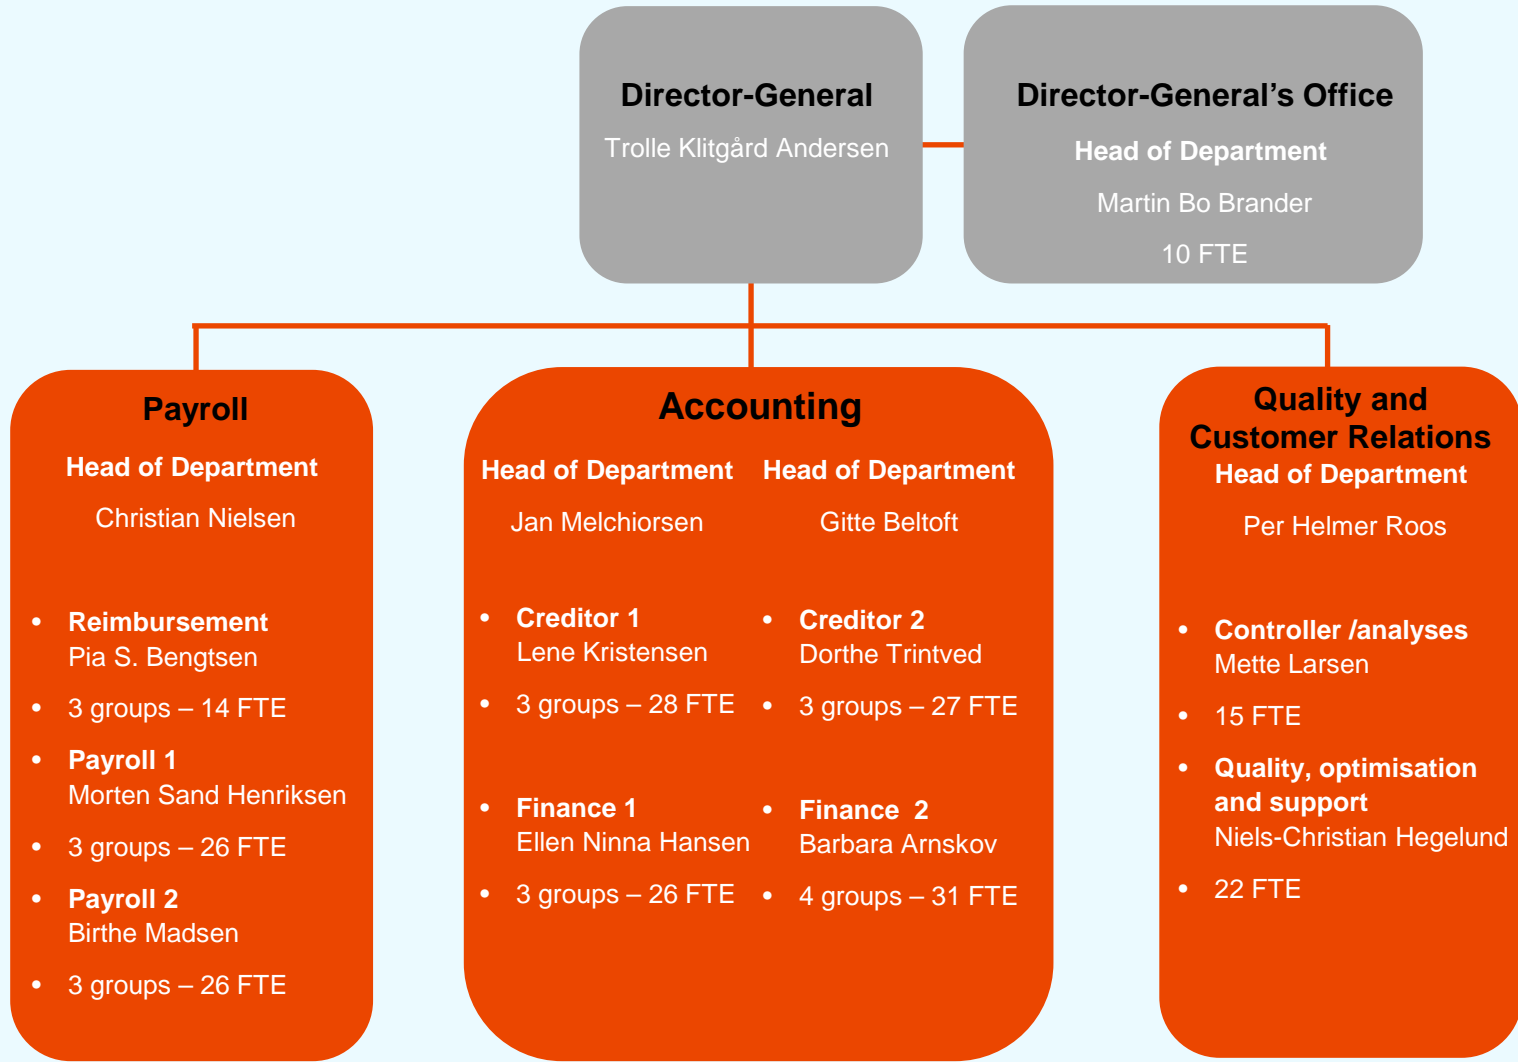 Director-General
Trolle Klitgård Andersen
Director-General’s Office
Head of Department
Martin Bo Brander
10 FTE
Payroll
Head of Department
Christian Nielsen
• Reimbursement
Pia S. Bengtsen
• 3 groups – 14 FTE
• Payroll 1
Morten Sand Henriksen
• 3 groups – 26 FTE
• Payroll 2
Birthe Madsen
• 3 groups – 26 FTE
Accounting
Head of Department
Jan Melchiorsen
• Creditor 1
Lene Kristensen
• 3 groups – 28 FTE
• Finance 1
Ellen Ninna Hansen
• 3 groups – 26 FTE
Head of Department
Gitte Beltoft
• Creditor 2
Dorthe Trintved
• 3 groups – 27 FTE
• Finance  2
Barbara Arnskov
• 4 groups – 31 FTE
Quality and
Customer Relations
Head of Department
Per Helmer Roos
• Controller /analyses
Mette Larsen
• 15 FTE
• Quality, optimisation
and support
Niels-Christian Hegelund
• 22 FTE